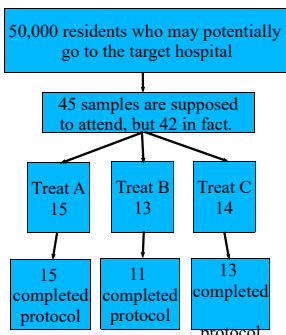 50,000 residents who may potentially
go to the target hospital
45 samples are supposed
to attend, but 42 in fact.
Treat A
15
Treat B
13
Treat C
14
15
completed
protocol
11
completed
protocol
13
completed
protocol